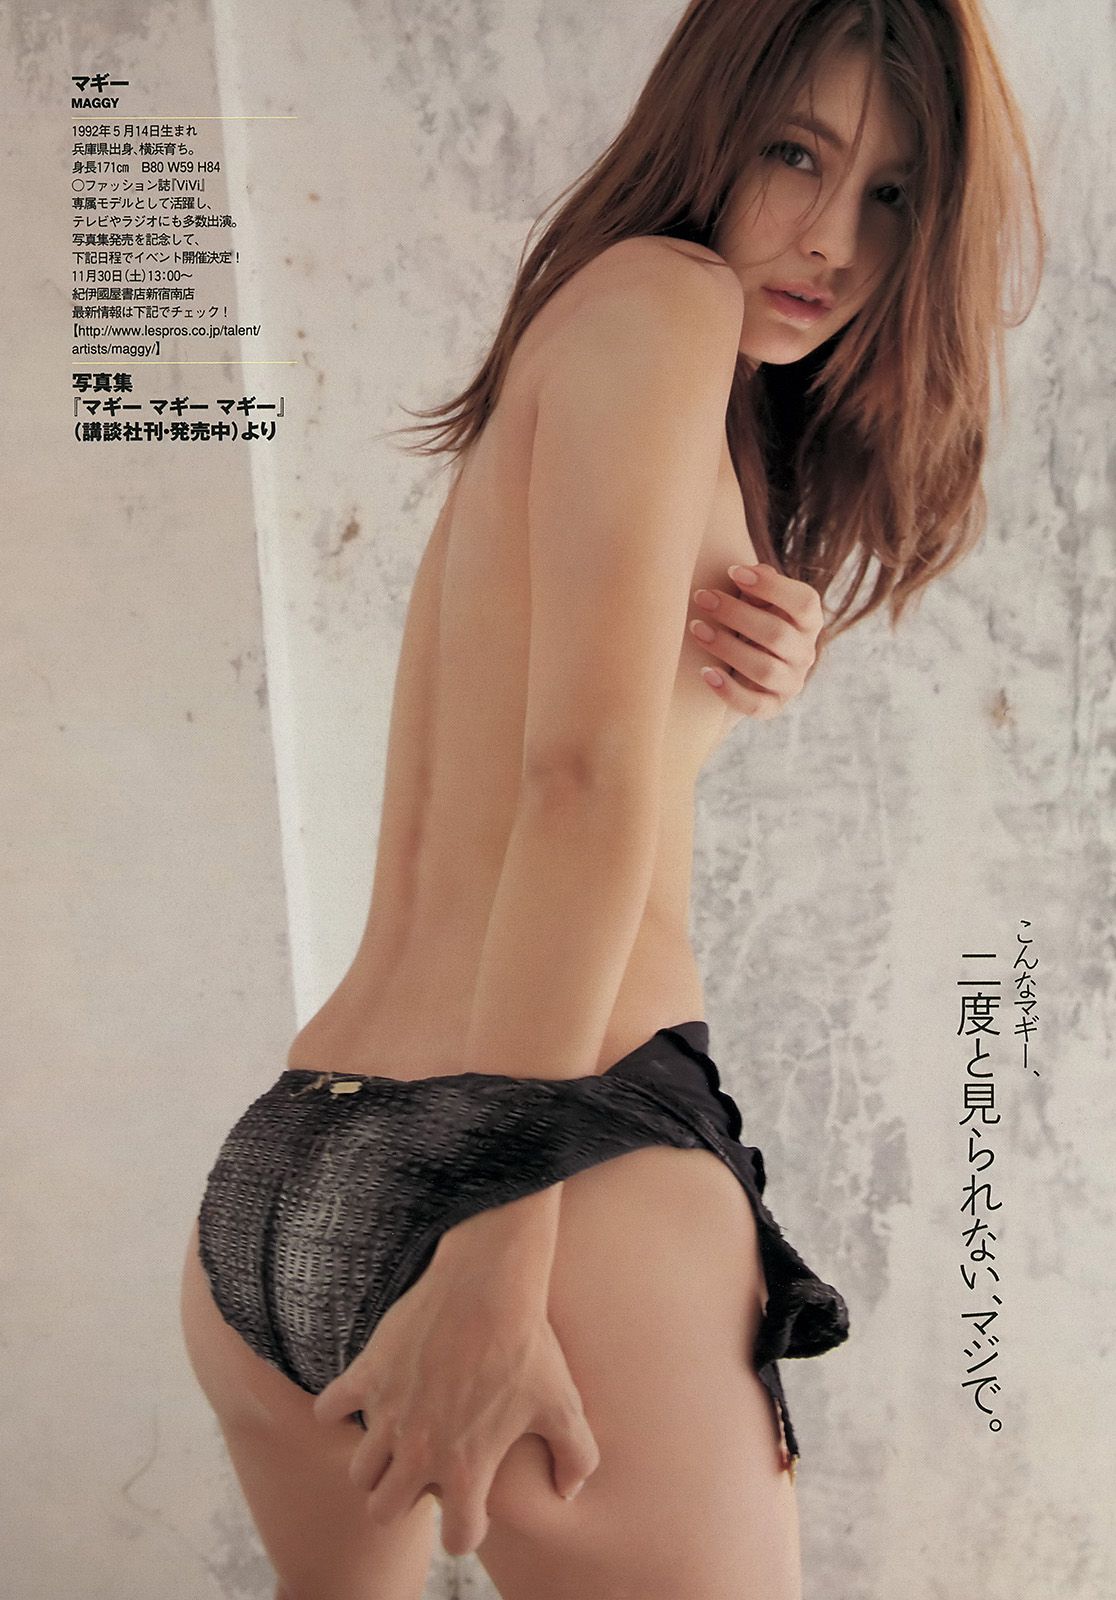 マギー
MAGGY
1992年5月14日生まれ
兵庫県出身、横浜育ち。
身長171㎝　B80 W59 H84
○ファッション誌『ViVi』
専属モデルとして活躍し、
テレビやラジオにも多数出演。
写真集発売を記念して、
下記日程でイベント開催決定！
11月30日（土）13:00～
紀伊國屋書店新宿南店
最新情報は下記でチェック！
【http://www.lespros.co.jp/talent/
artists/maggy/】
写真集
『マギー マギー マギー』
（講談社刊・発売中）より
こんなマギー、
二度と見られない、マジで。